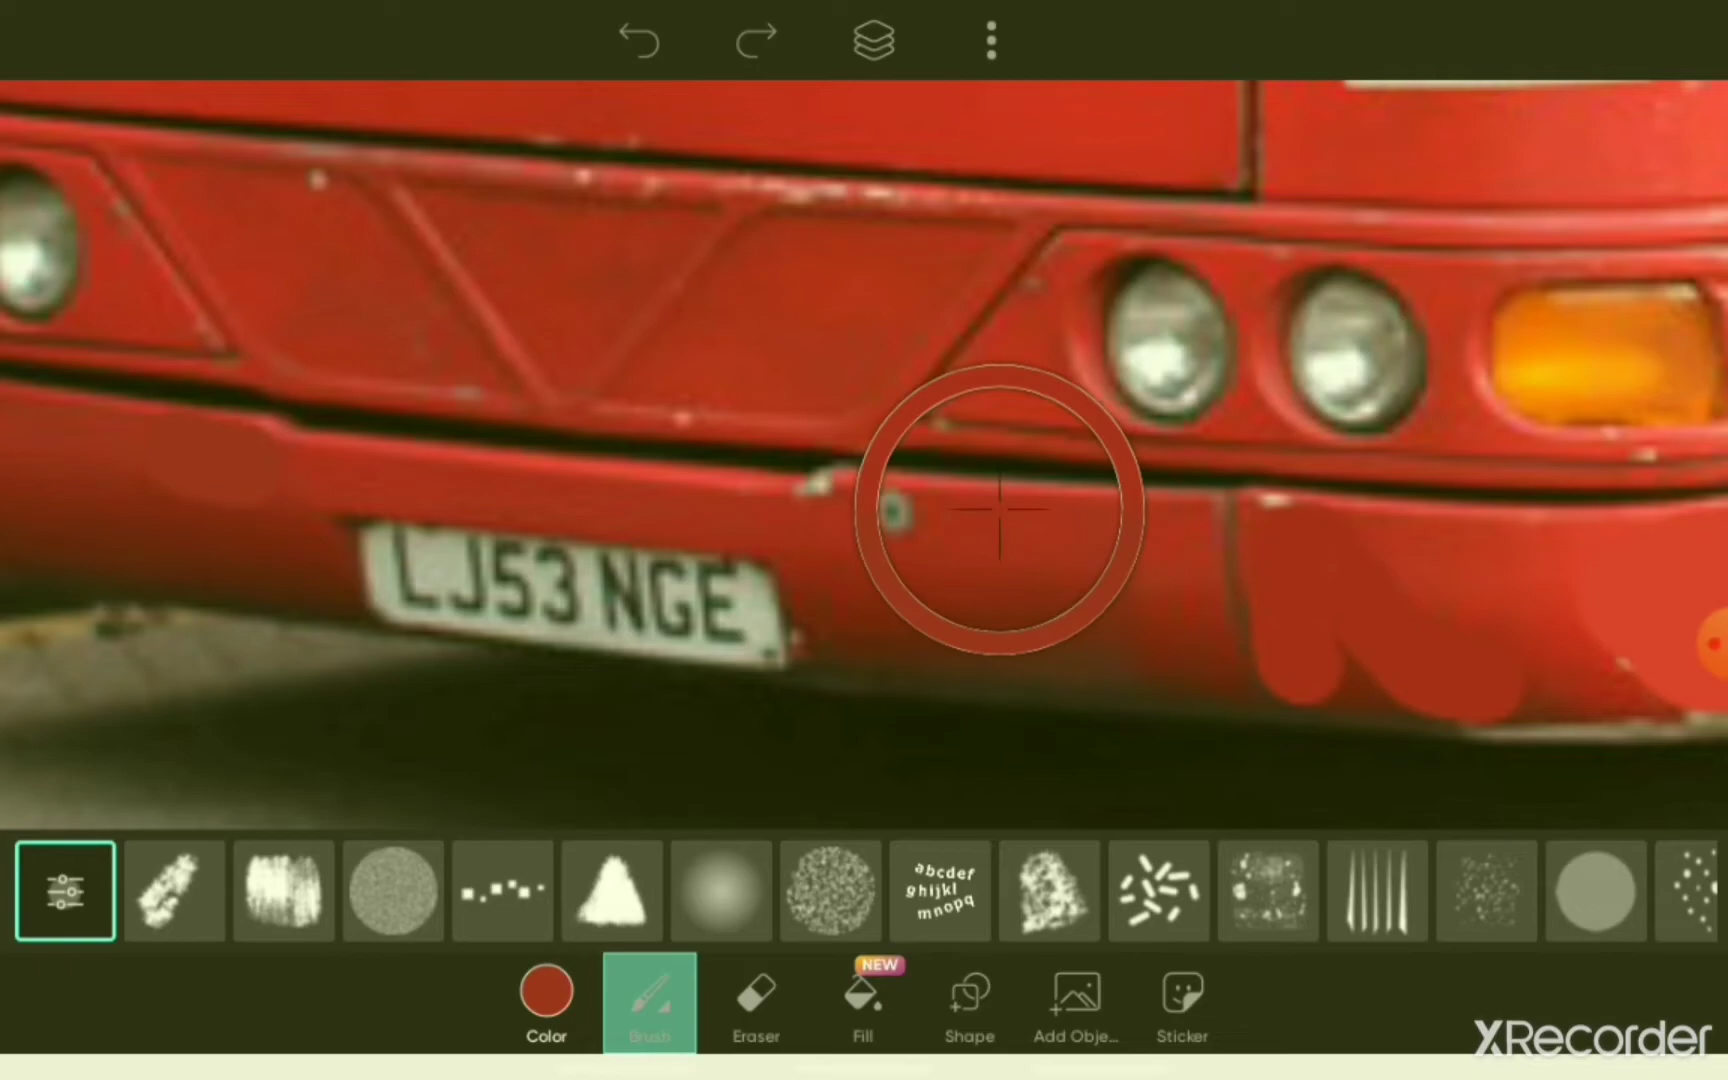 LJ53 NGE
abcdef
ghijkl
mnopq
NEW
Color
Brush
Eraser
Fill
Shape
Add Obje...
Sticker
XRecorder